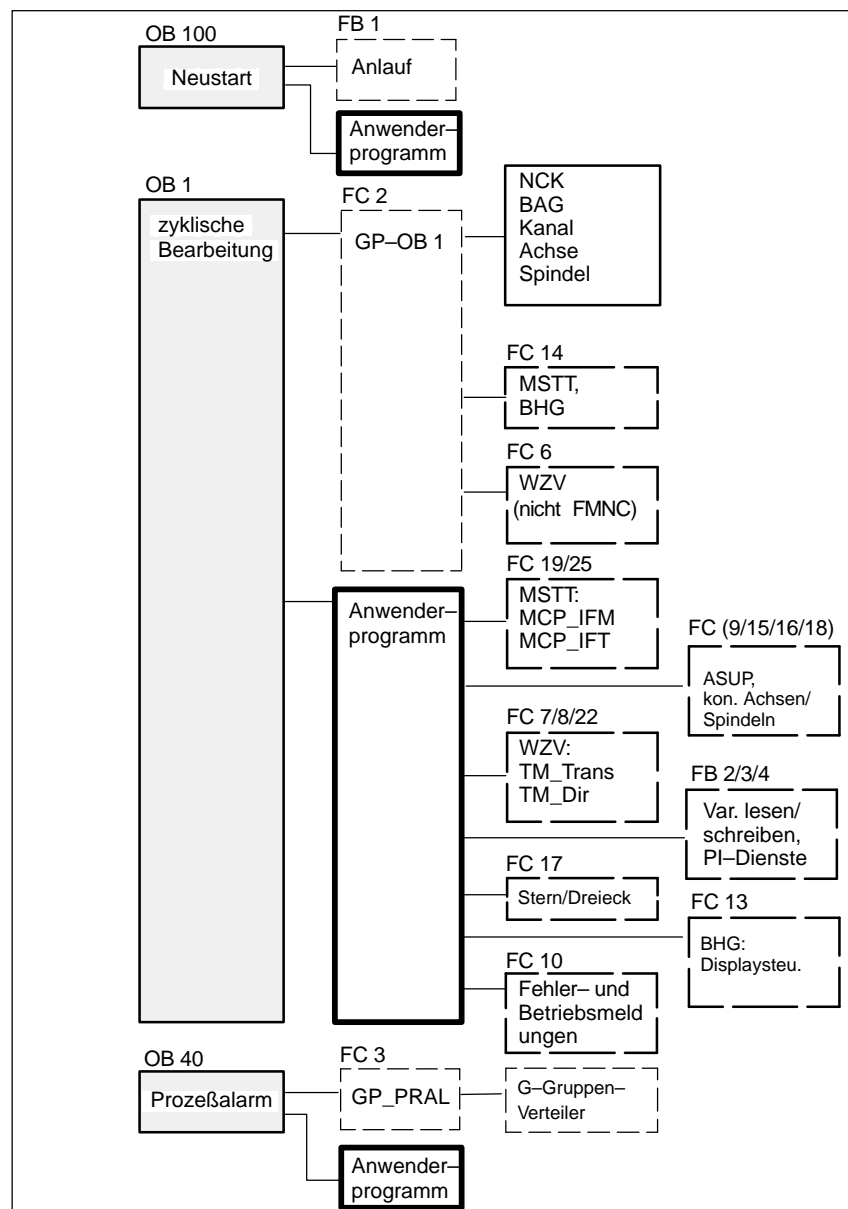 OB 100
FB 1
Neustart
Anlauf
Anwender–
programm
OB 1
FC 2
zyklische
Bearbeitung
GP–OB 1
NCK
BAG
Kanal
Achse
Spindel
FC 14
MSTT,
BHG
FC 6
WZV
(nicht FMNC)
FC 19/25
Anwender–
programm
MSTT:
MCP_IFM
MCP_IFT
FC (9/15/16/18)
ASUP,
kon. Achsen/
Spindeln
FC 7/8/22
WZV:
TM_Trans
TM_Dir
FB 2/3/4
Var. lesen/
schreiben,
PI–Dienste
FC 17
Stern/Dreieck
FC 13
BHG:
Displaysteu.
FC 10
Fehler– und
Betriebsmeld
ungen
OB 40
FC 3
Prozeßalarm
GP_PRAL
G–Gruppen–
Verteiler
Anwender–
programm